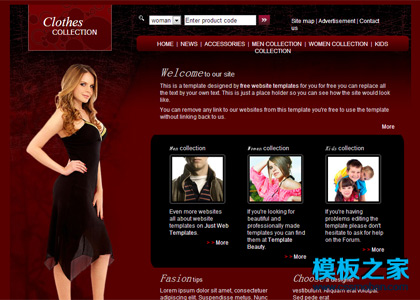 Clothes
COLLECTION
woman
Enter product code
Site map | Advertisement | Contact
us
HOME | NEWS | ACCESSORIES | MEN COLLECTION | WOMEN COLLECTION | KIDS
COLLECTION
Welcome to our site
This is a template designed by free website templates for you for free you can replace all
the text by your own text. This is just a place holder so you can see how the site would look
like.
You can remove any link to our websites from this template you're free to use the template
without linking back to us.
More
Man collection
Woman collection
Kids collection
Even more websites
all about website
templates on Just Web
Templates.
More
If you're looking for
beautiful and
professionally made
templates you can find
them at Template
Beauty.
More
If you're having
problems editing the
template please don't
hesitate to ask for help
on the Forum.
More
Fasion tips
Lorem ipsum dolor sit amet, consectetuer
adipiscing elit. Suspendisse metus
Choose a designer
vestibulum
Sed pede erat
模板之家